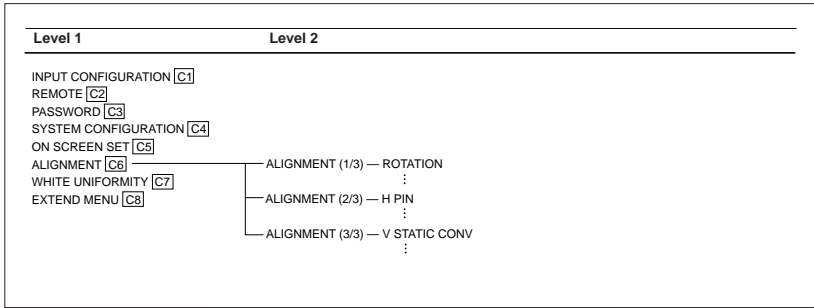 Level 1 Level 2
INPUT CONFIGURATION C1
REMOTE C2
PASSWORD C3
SYSTEM CONFIGURATION C4
ON SCREEN SET C5
ALIGNMENT C6 ALIGNMENT (1/3) — ROTATION
⋮
WHITE UNIFORMITY C7
EXTEND MENU C8 ALIGNMENT (2/3) — H PIN
⋮
ALIGNMENT (3/3) — V STATIC CONV
⋮